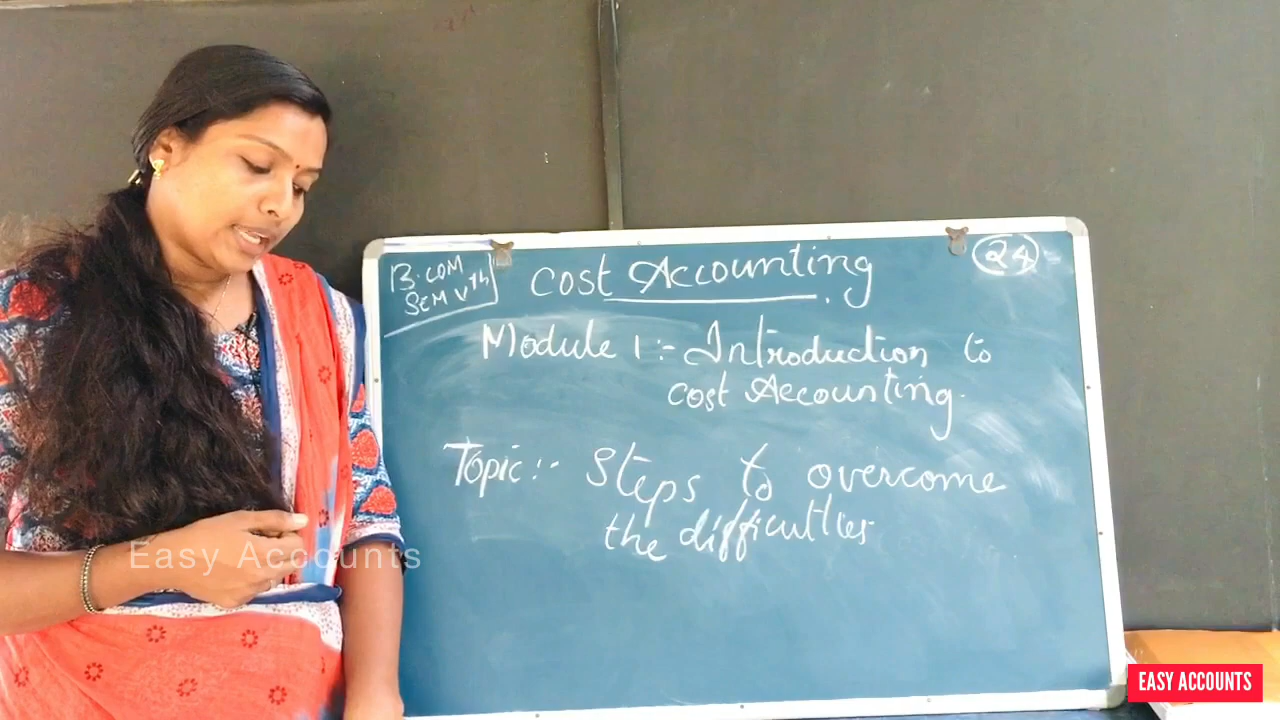 B.COM
SEM Vth
Cost Accounting
24
Module 1:- Introduction to
cost Accounting.
Topic:- Steps to overcome
the difficulties
Easy Accounts
EASY ACCOUNTS